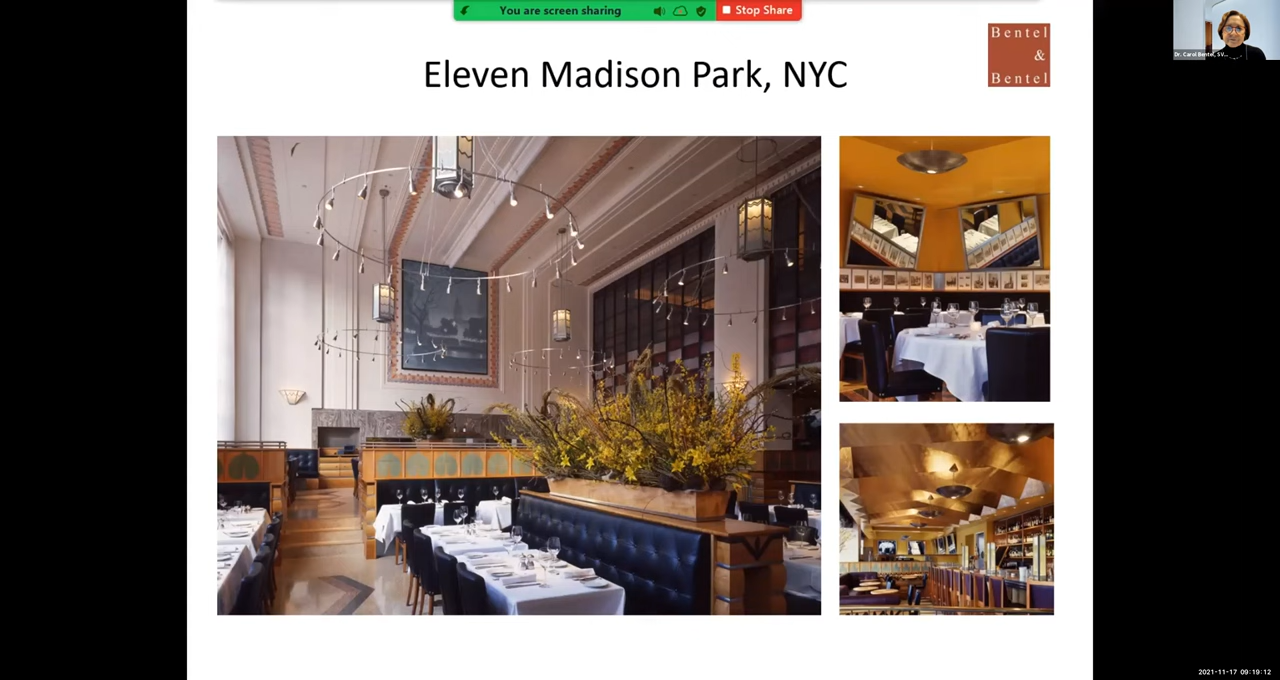 You are screen sharing
Stop Share
Eleven Madison Park, NYC
Bentel
&
Bentel
Dr. Carol Bentel, SV...
2021-11-17 09:19:12